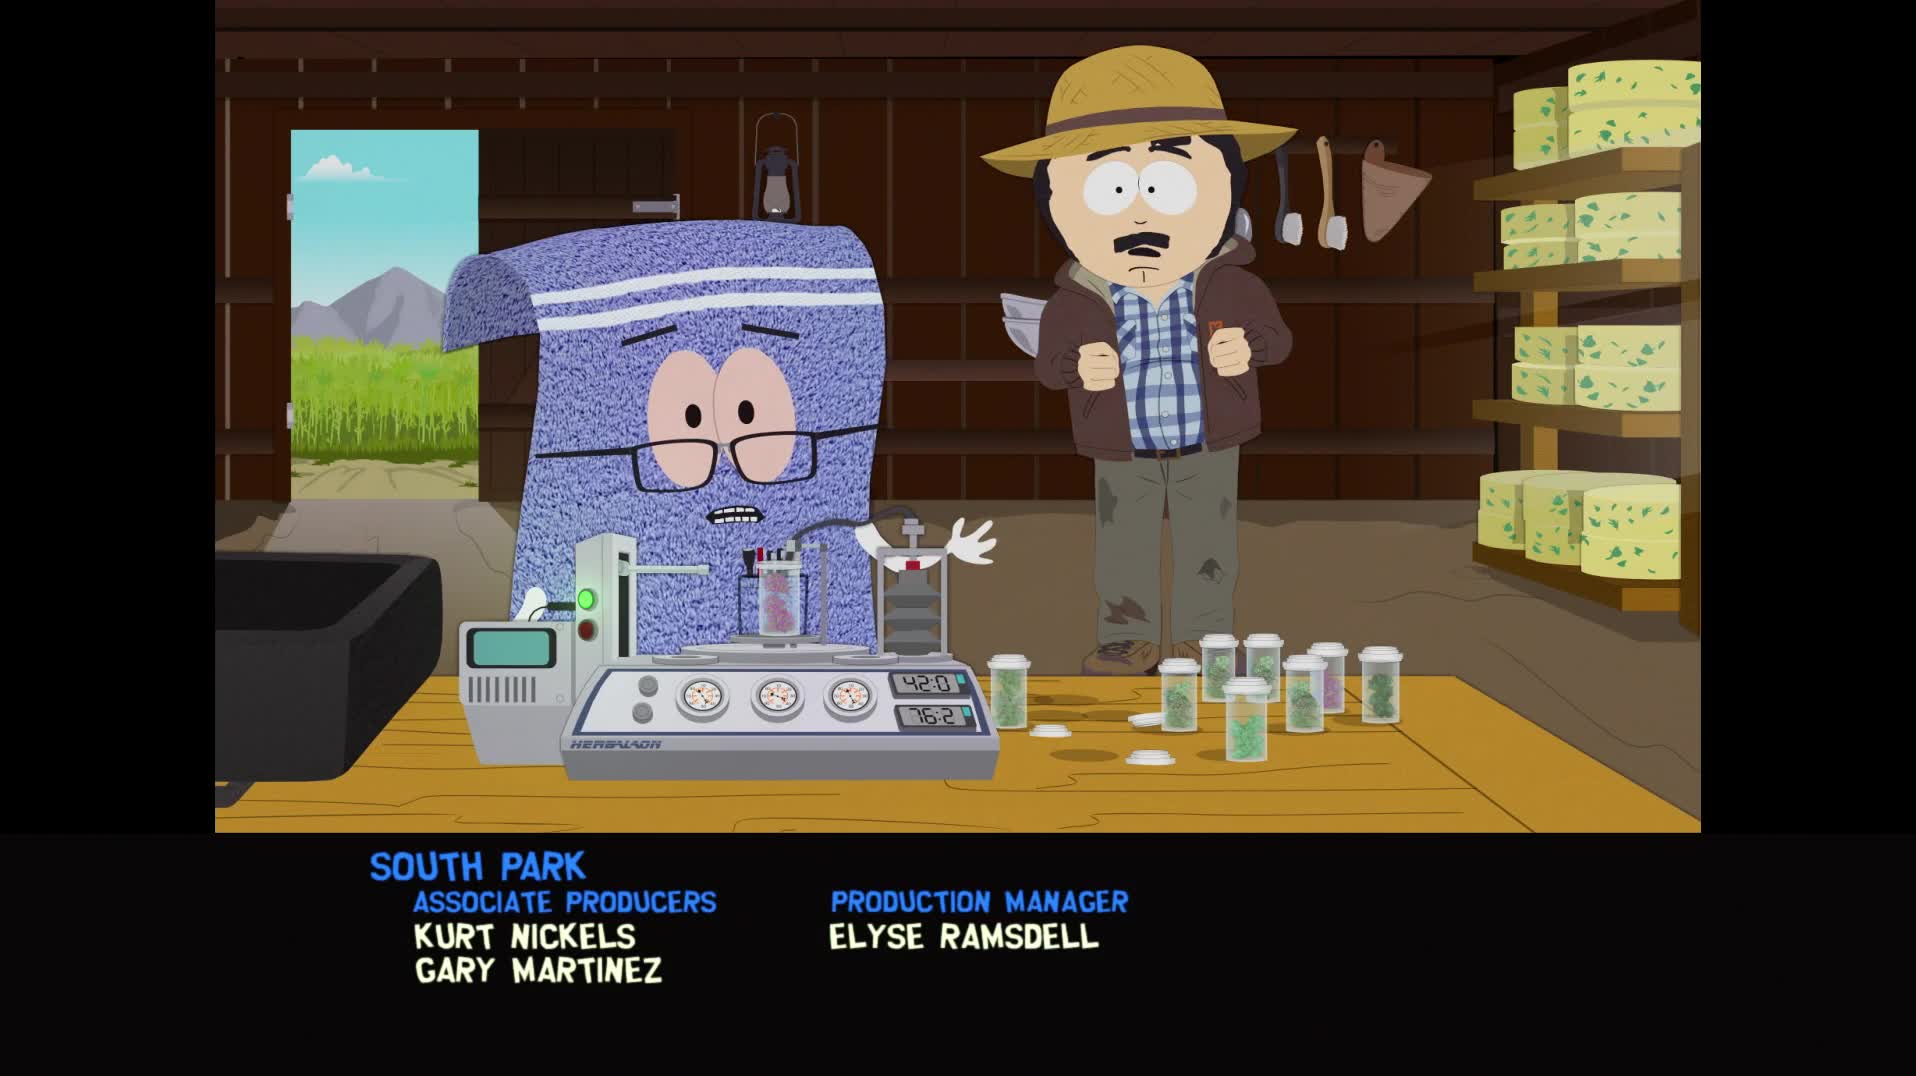 42:0
76:2
HERBALAON
SOUTH PARK
ASSOCIATE PRODUCERS
KURT NICKELS
GARY MARTINEZ
PRODUCTION MANAGER
ELYSE RAMSDELL